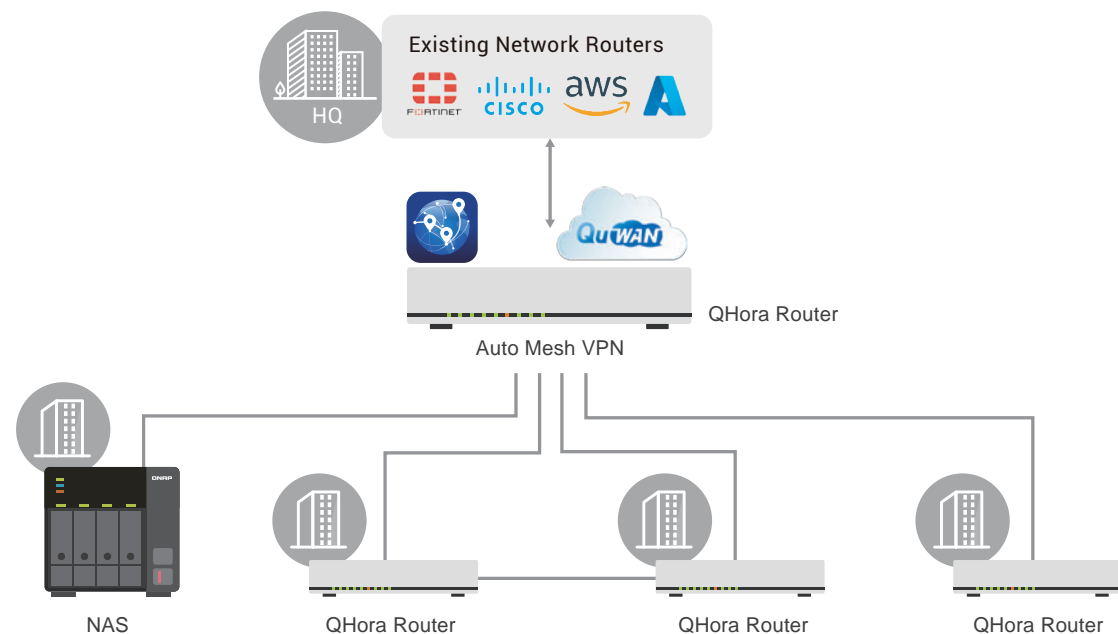 Existing Network Routers
HQ
FORTINET
CISCO
aws
QuWAN
QHora Router
Auto Mesh VPN
QNAP
NAS
QHora Router
QHora Router
QHora Router